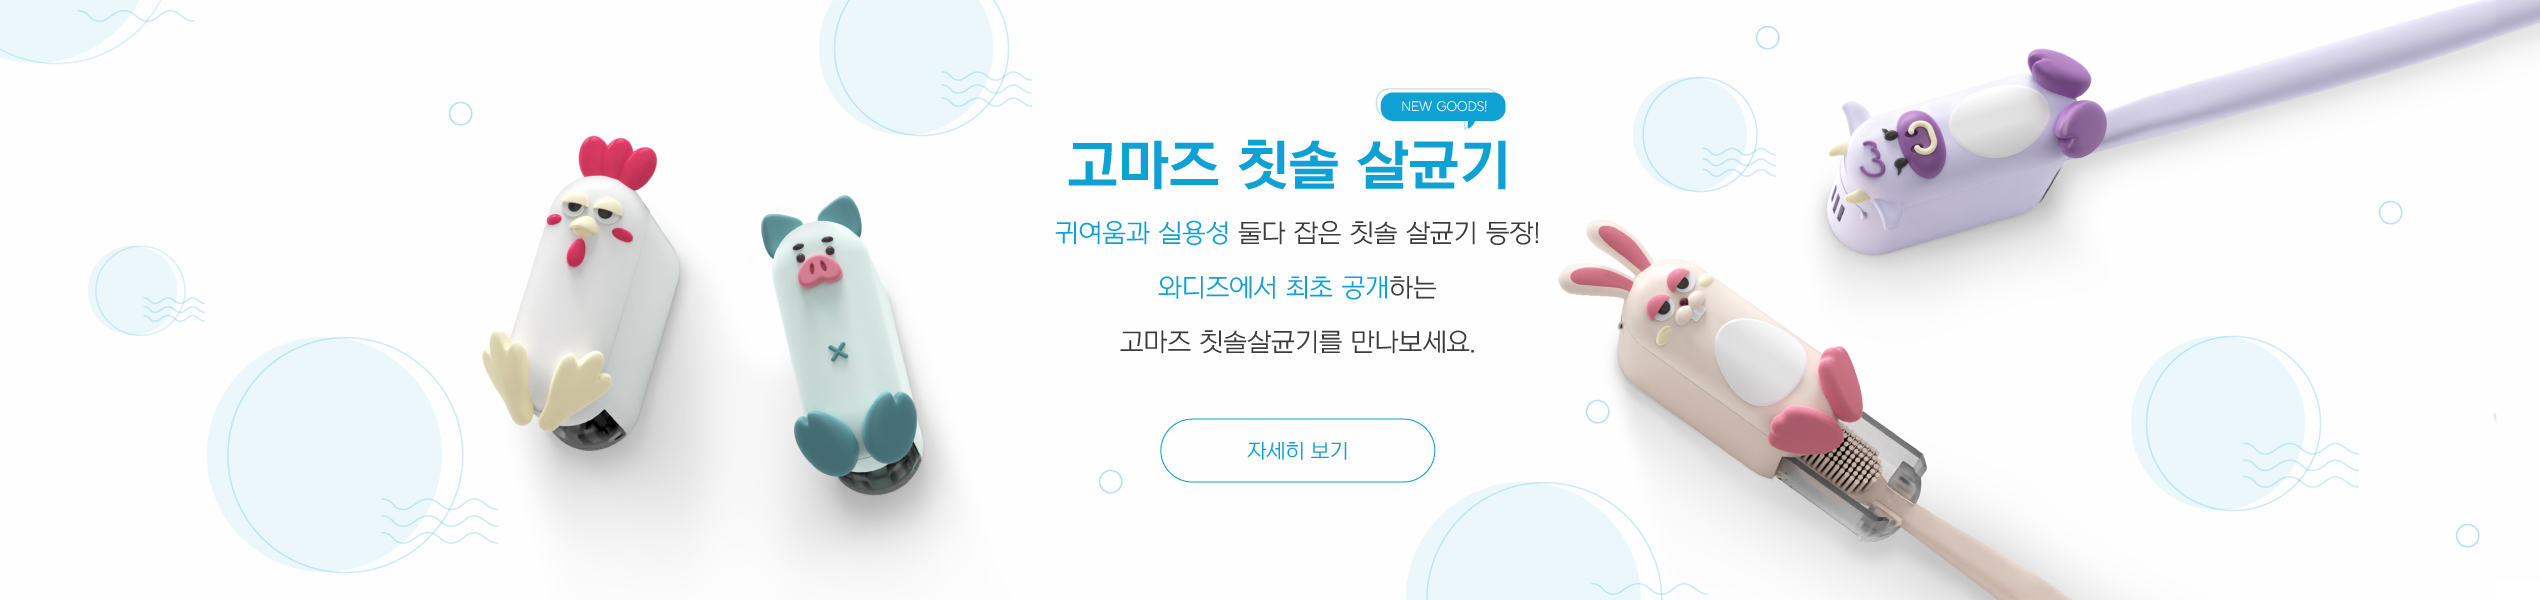 NEW GOODS!
고마즈 칫솔 살균기
귀여움과 실용성 둘다 잡은 칫솔 살균기 등장!
와디즈에서 최초 공개하는
고마즈 칫솔살균기를 만나보세요.
자세히 보기